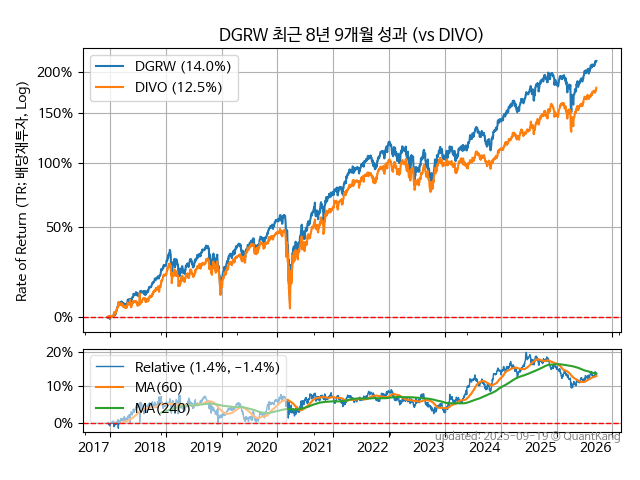 DGRW 최근 8년 9개월 성과 (vs DIVO)
Rate of Return (TR: 배당재투자, Log)
200%
150%
100%
50%
0%
DGRW (14.0%)
DIVO (12.5%)
20%
10%
0%
Relative (1.4%, -1.4%)
MA(60)
MA(240)
2017 2018 2019 2020 2021 2022 2023 2024 2025 2026
updated: 2025-09-19 © QuantKang